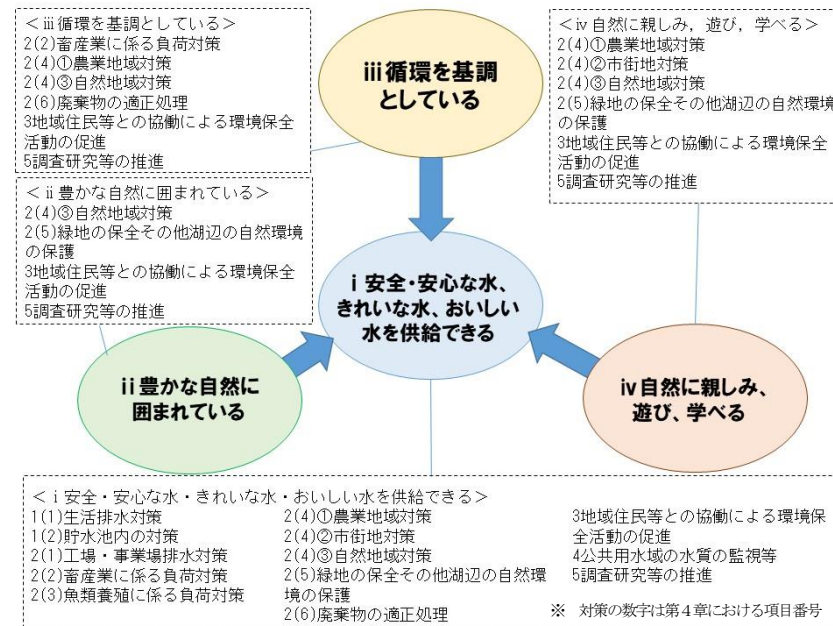 ＜ⅲ循環を基調としている＞
2(2)畜産業に係る負荷対策
2(4)①農業地域対策
2(4)③自然地域対策
2(6)廃棄物の適正処理
3地域住民等との協働による環境保全
活動の促進
5調査研究等の推進
ⅲ循環を基調
としている
＜ⅳ自然に親しみ，遊び，学べる＞
2(4)①農業地域対策
2(4)②市街地対策
2(4)③自然地域対策
2(5)緑地の保全その他湖辺の自然環境
の保護
3地域住民等との協働による環境保全
活動の促進
5調査研究等の推進
＜ⅱ豊かな自然に囲まれている＞
2(4)③自然地域対策
2(5)緑地の保全その他湖辺の自然環境
の保護
3地域住民等との協働による環境保全
活動の促進
5調査研究等の推進
ⅰ安全・安心な水、
きれいな水、おいしい
水を供給できる
ⅱ豊かな自然に
囲まれている
ⅳ自然に親しみ、
遊び、学べる
＜ⅰ安全・安心な水・きれいな水・おいしい水を供給できる＞
1(1)生活排水対策
1(2)貯水池内の対策
2(1)工場・事業場排水対策
2(2)畜産業に係る負荷対策
2(3)魚類養殖に係る負荷対策
2(4)①農業地域対策
2(4)②市街地対策
2(4)③自然地域対策
2(5)緑地の保全その他湖辺の自然環
境の保護
2(6)廃棄物の適正処理
3地域住民等との協働による環境保
全活動の促進
4公共用水域の水質の監視等
5調査研究等の推進
※　対策の数字は第４章における項目番号